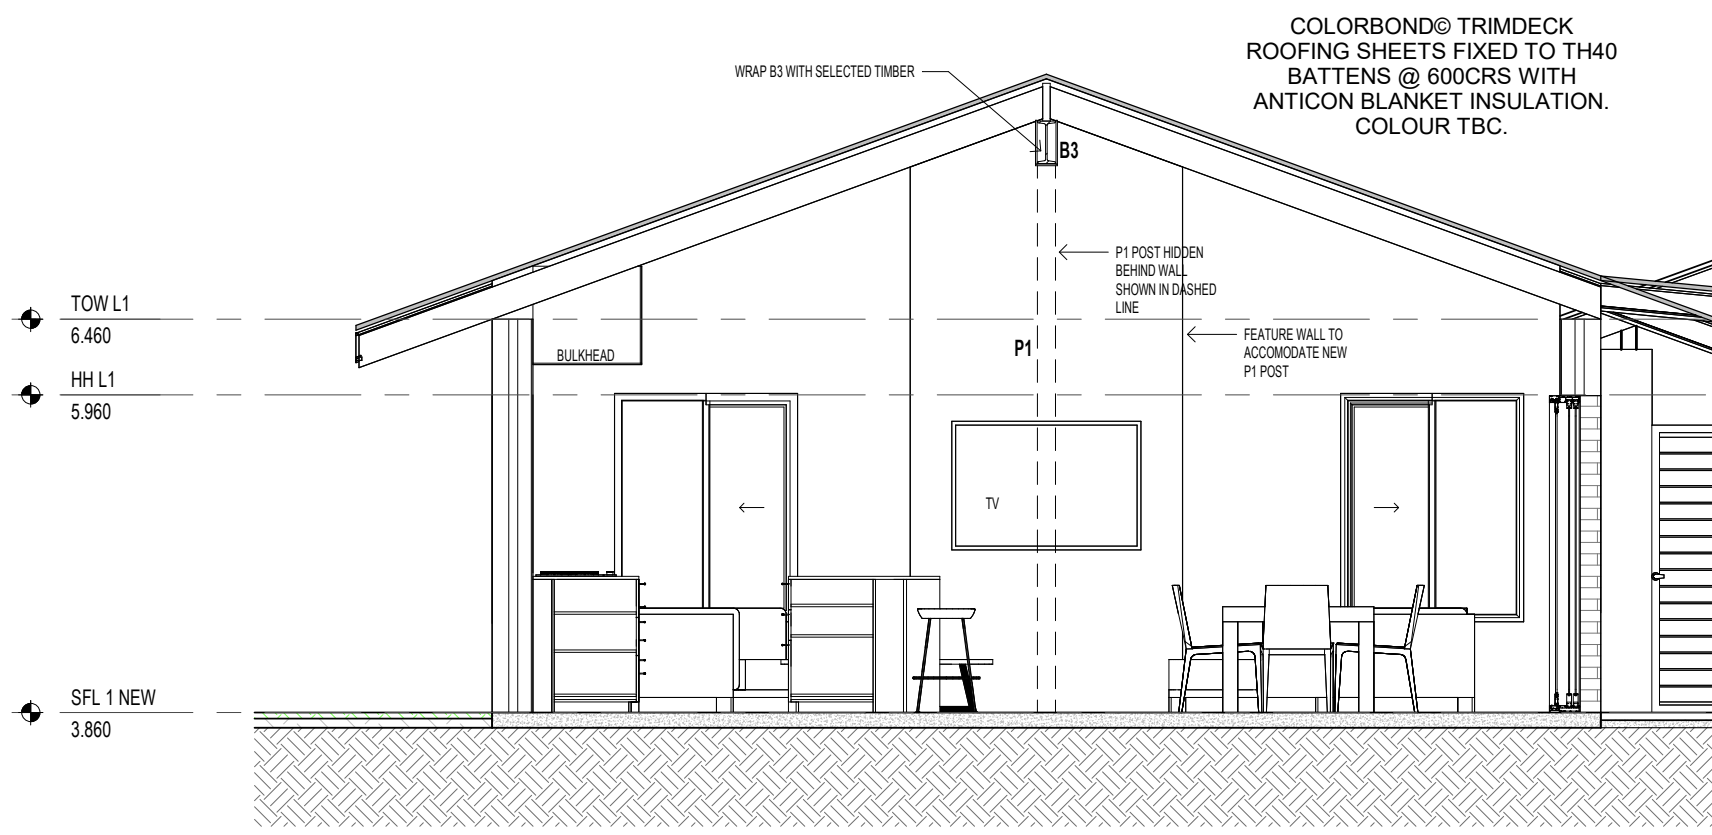 COLORBOND© TRIMDECK
ROOFING SHEETS FIXED TO TH40
BATTENS @ 600CRS WITH
ANTICON BLANKET INSULATION.
COLOUR TBC.
WRAP B3 WITH SELECTED TIMBER
B3
P1 POST HIDDEN
BEHIND WALL
SHOWN IN DASHED
LINE
TOW L1
6.460
P1
FEATURE WALL TO
ACCOMODATE NEW
P1 POST
BULKHEAD
HH L1
5.960
TV
SFL 1 NEW
3.860